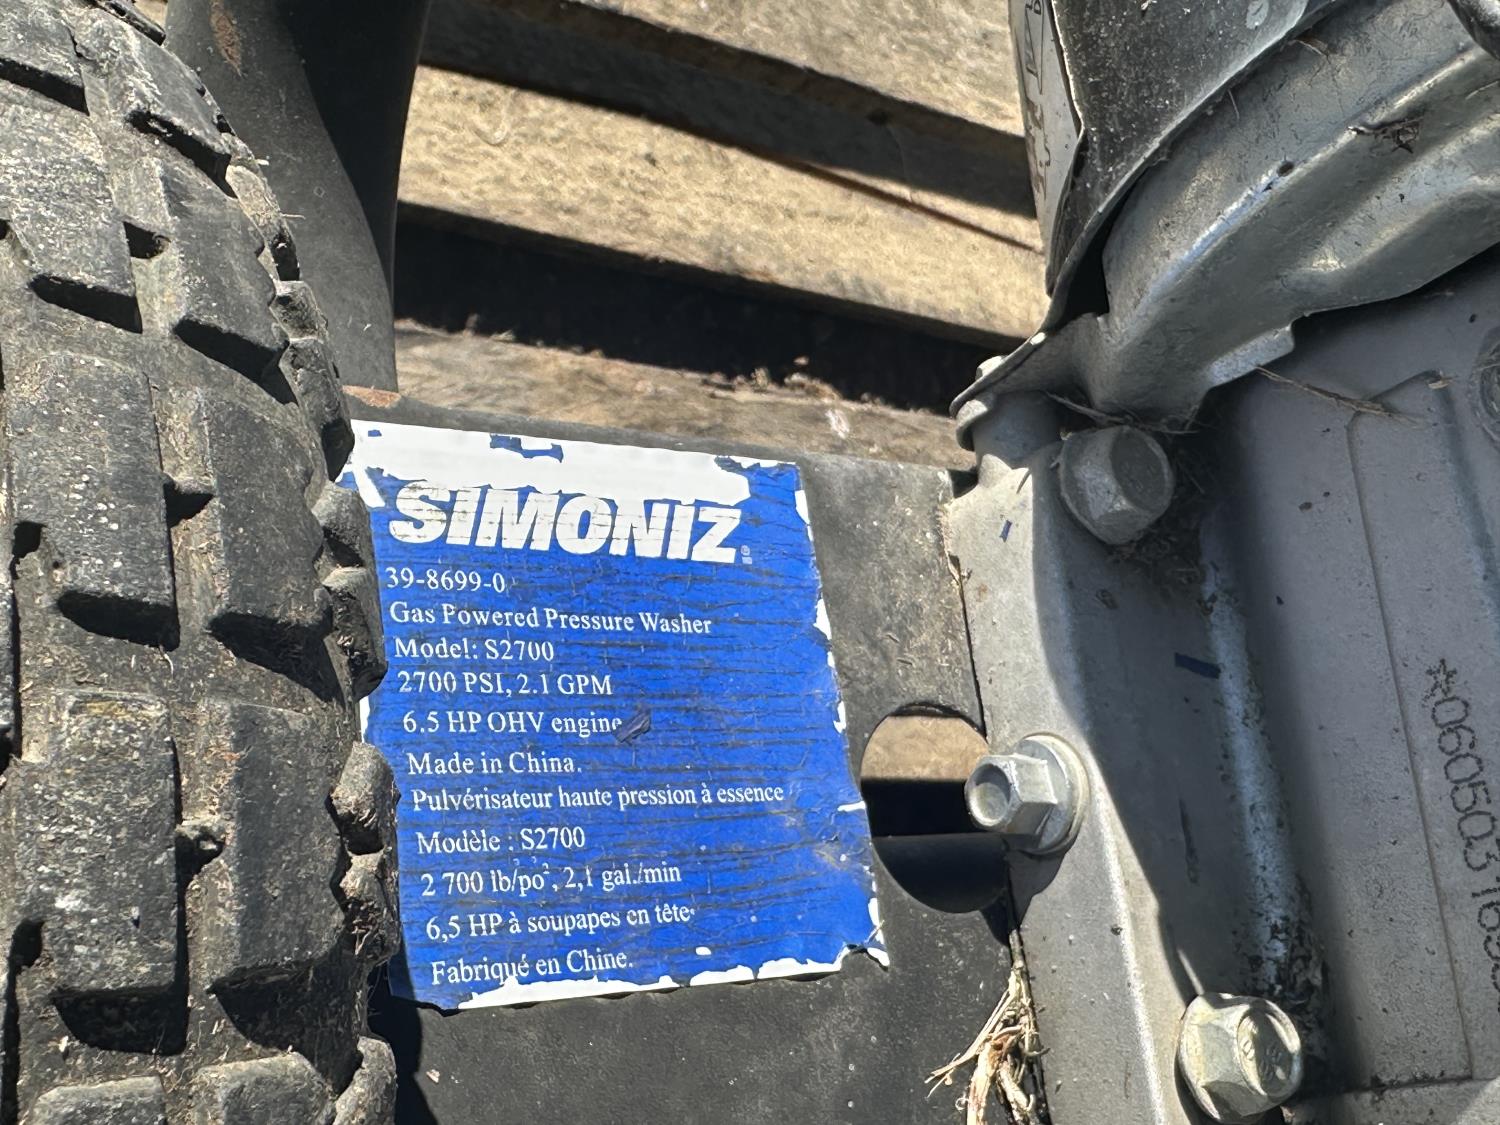 SIMONIZ®
39-8699-0
Gas Powered Pressure Washer
Model: S2700
2700 PSI, 2.1 GPM
6.5 HP OHV engine
Made in China.
Pulvérisateur haute pression à essence
Modèle : S2700
2 700 lb/po², 2,1 gal./min
6,5 HP à soupapes en tête
Fabriqué en Chine.